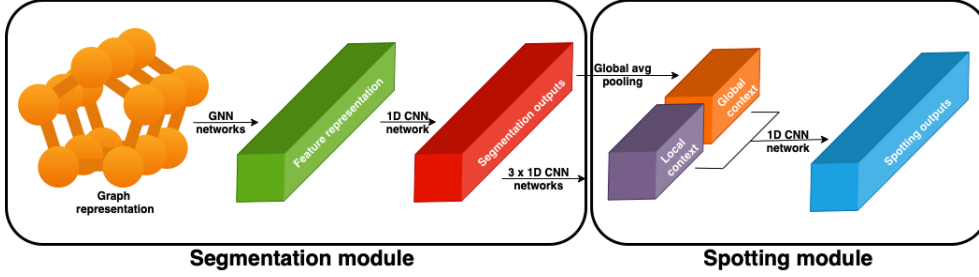 GNN
networks
Graph
representation
Feature representation
1D CNN
network
Segmentation outputs
3 x 1D CNN
networks
Segmentation module
Global avg
pooling
Global
context
Local
context
1D CNN
network
Spotting outputs
Spotting module